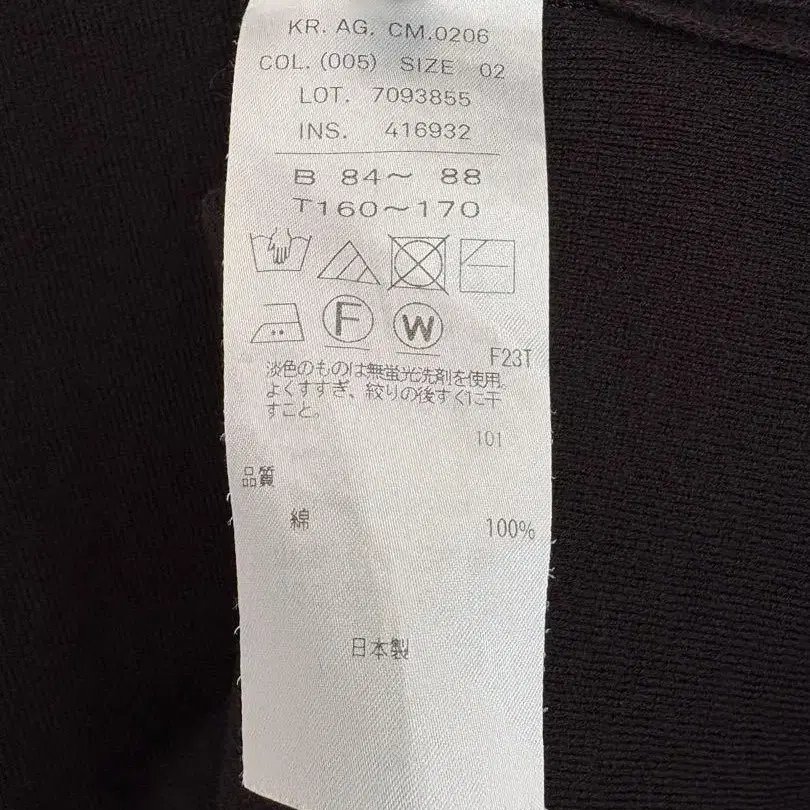 KR. AG. CM.0206
COL. (005) SIZE 02
LOT. 7093855
INS. 416932
B 84～ 88
T160～170
F W
F23T
淡色のものは無蛍光洗剤を使用。
よくすすぎ、絞りの後すぐに干
すこと。
101
品質
綿 100%
日本製